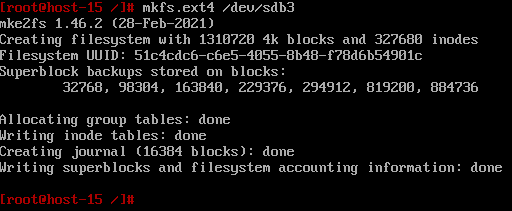 [root@host-15 /]# mkfs.ext4 /dev/sdb3
mke2fs 1.46.2 (28-Feb-2021)
Creating filesystem with 1310720 4k blocks and 327680 inodes
Filesystem UUID: 51c4cdc6-c6e5-4055-8b48-f78d6b54901c
Superblock backups stored on blocks:
        32768, 98304, 163840, 229376, 294912, 819200, 884736
Allocating group tables: done
Writing inode tables: done
Creating journal (16384 blocks): done
Writing superblocks and filesystem accounting information: done
[root@host-15 /]#